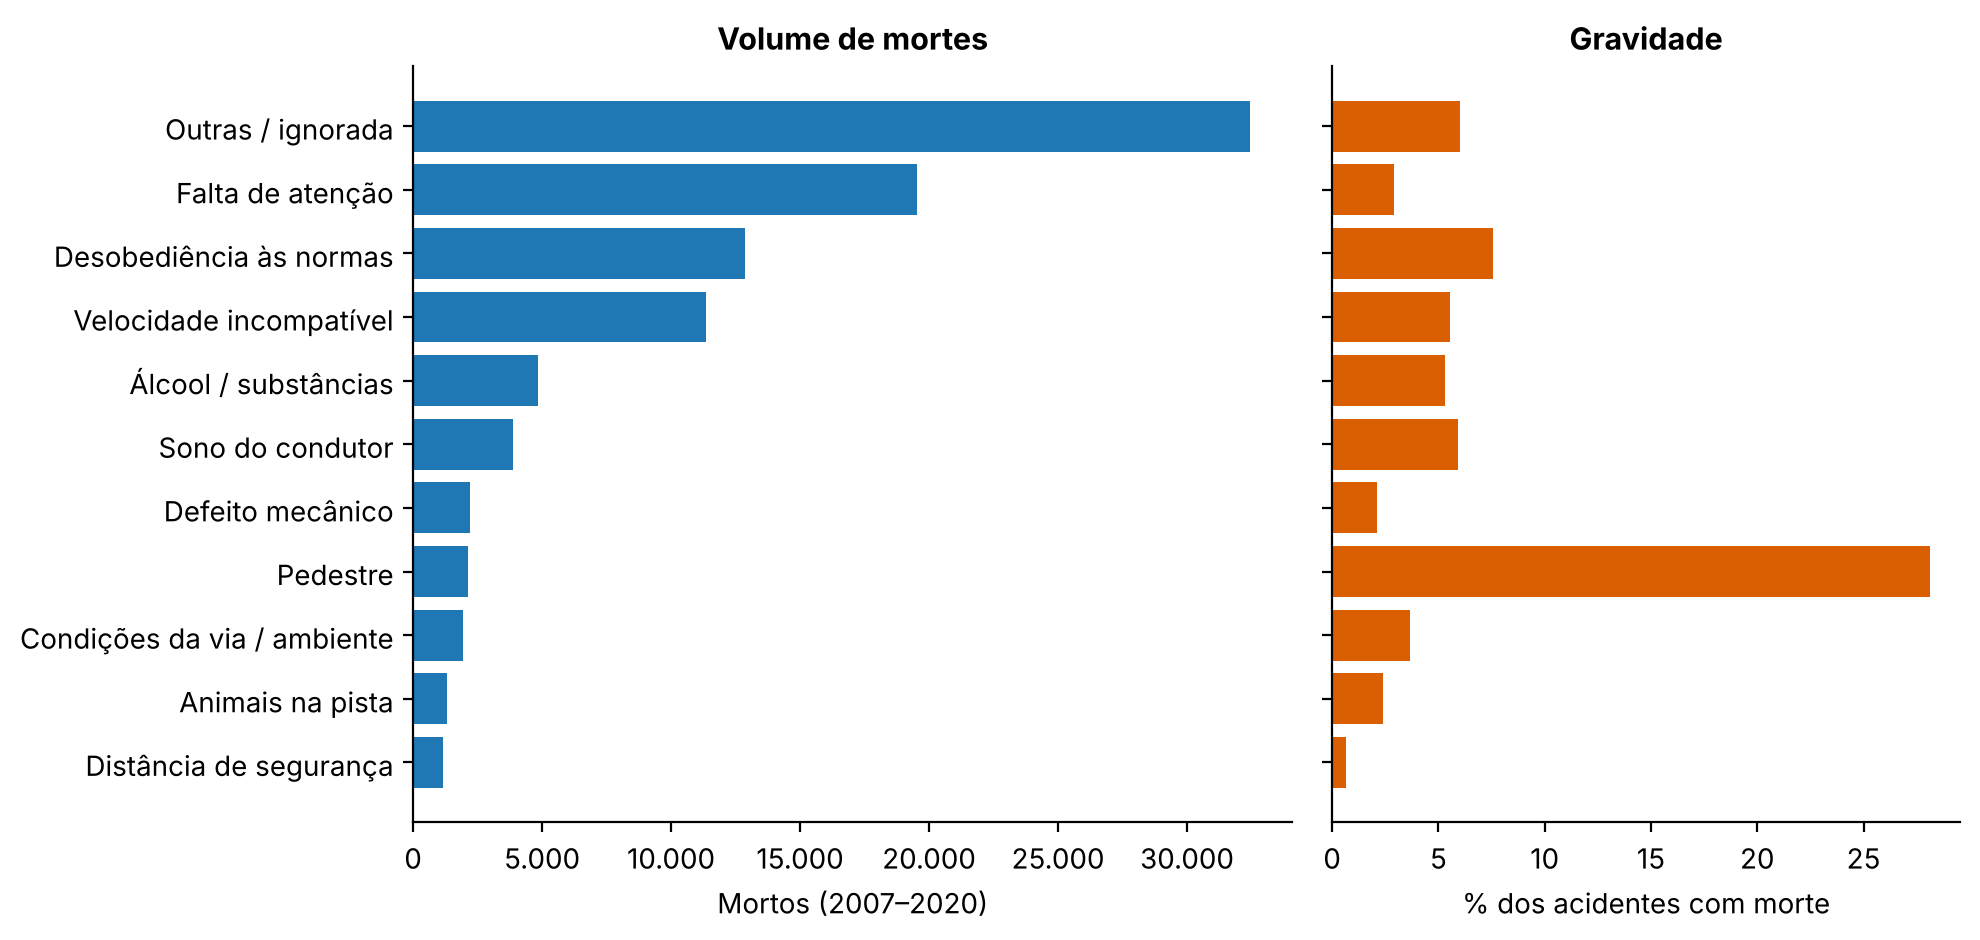 Volume de mortes
Gravidade
Outras / ignorada
Falta de atenção
Desobediência às normas
Velocidade incompatível
Álcool / substâncias
Sono do condutor
Defeito mecânico
Pedestre
Condições da via / ambiente
Animais na pista
Distância de segurança
0 5.000 10.000 15.000 20.000 25.000 30.000
0 5 10 15 20 25
Mortos (2007–2020)
% dos acidentes com morte